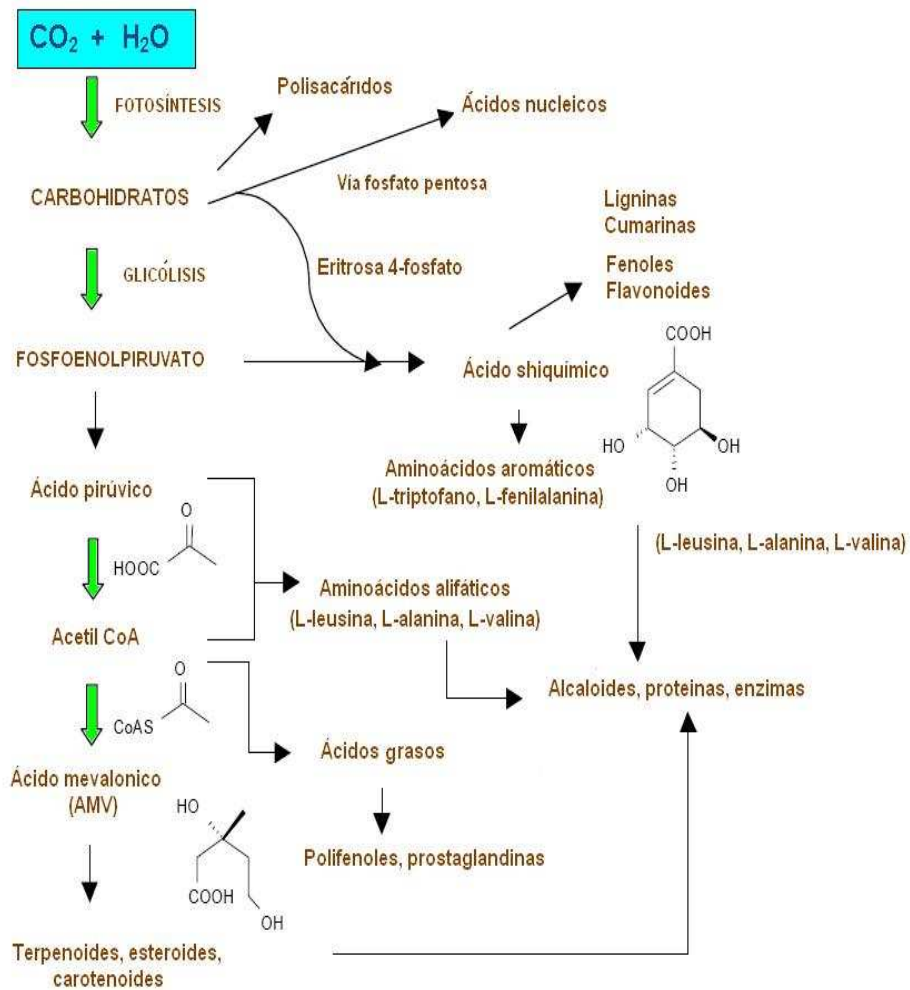 CO₂ + H₂O
FOTOSÍNTESIS
Polisacáridos
Ácidos nucleicos
CARBOHIDRATOS
Vía fosfato pentosa
Ligninas
Cumarinas
GLICÓLISIS
Eritrosa 4-fosfato
Fenoles
Flavonoides
FOSFOENOLPIRUVATO
Ácido shiquímico
COOH
HO
OH
OH
Aminoácidos aromáticos
(L-triptofano, L-fenilalanina)
Ácido pirúvico
O
HOOC
(L-leusina, L-alanina, L-valina)
Aminoácidos alifáticos
(L-leusina, L-alanina, L-valina)
Acetil CoA
O
CoAS
Alcaloides, proteinas, enzimas
Ácidos grasos
Ácido mevalonico
(AMV)
HO
COOH
OH
Polifenoles, prostaglandinas
Terpenoides, esteroides,
carotenoides